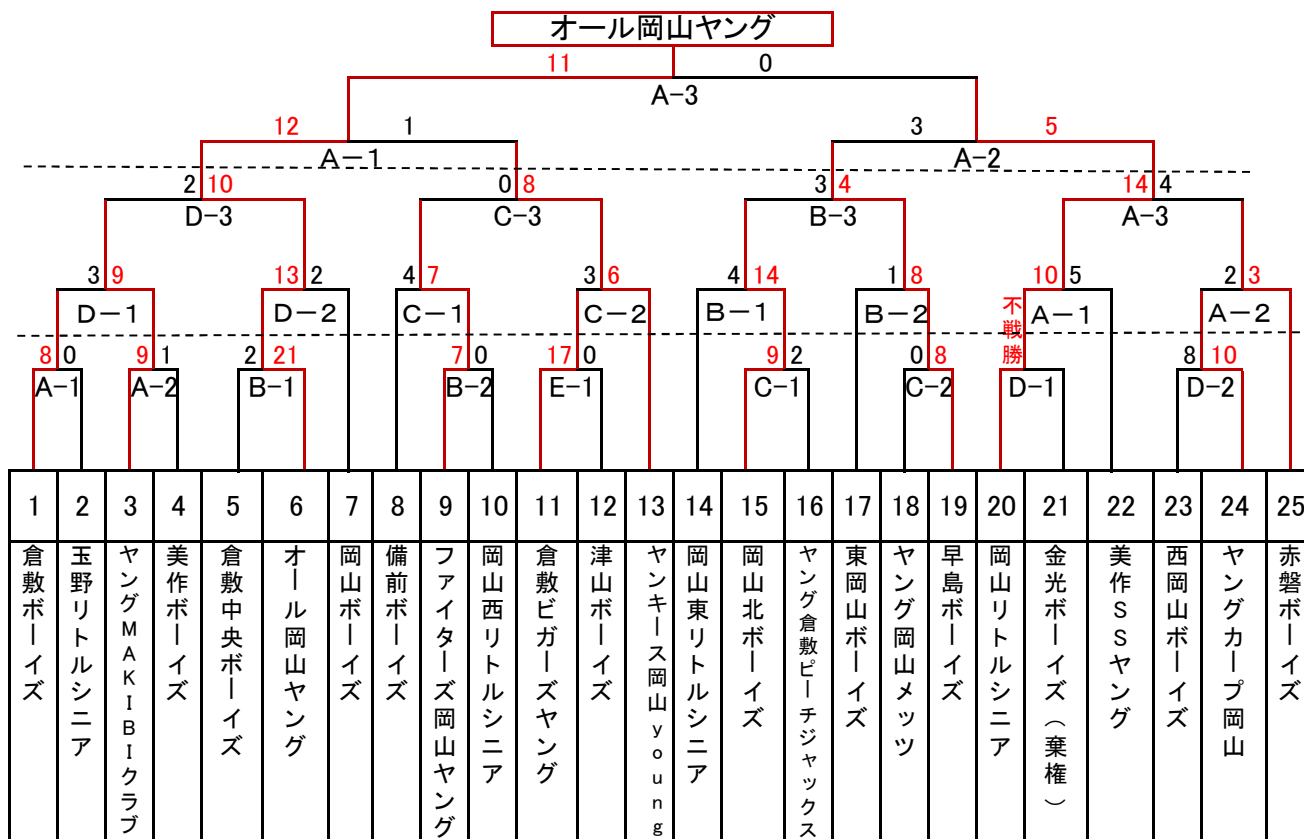 オール岡山ヤング
11 0
A-3
12 1 3 5
A-1 A-2
2 10 0 8 3 4 14 4
D-3 C-3 B-3 A-3
3 9 13 2 4 7 3 6 4 14 1 8 10 5 2 3
D-1 D-2 C-1 C-2 B-1 B-2 不戦勝 A-1 A-2
8 0 9 1 2 21 7 0 17 0 9 2 0 8 8 10
A-1 A-2 B-1 B-2 E-1 C-1 C-2 D-1 D-2
1 2 3 4 5 6 7 8 9 10 11 12 13 14 15 16 17 18 19 20 21 22 23 24 25
倉敷ボーイズ
玉野リトルシニア
ヤングMAKIBIクラブ
美作ボーイズ
倉敷中央ボーイズ
オール岡山ヤング
岡山ボーイズ
備前ボーイズ
ファイターズ岡山ヤング
岡山西リトルシニア
倉敷ビガーズヤング
津山ボーイズ
ヤンキース岡山young
岡山東リトルシニア
岡山北ボーイズ
ヤング倉敷ピーチジャックス
東岡山ボーイズ
ヤング岡山メッツ
早島ボーイズ
岡山リトルシニア
金光ボーイズ(棄権)
美作SSヤング
西岡山ボーイズ
ヤングカープ岡山
赤磐ボーイズ